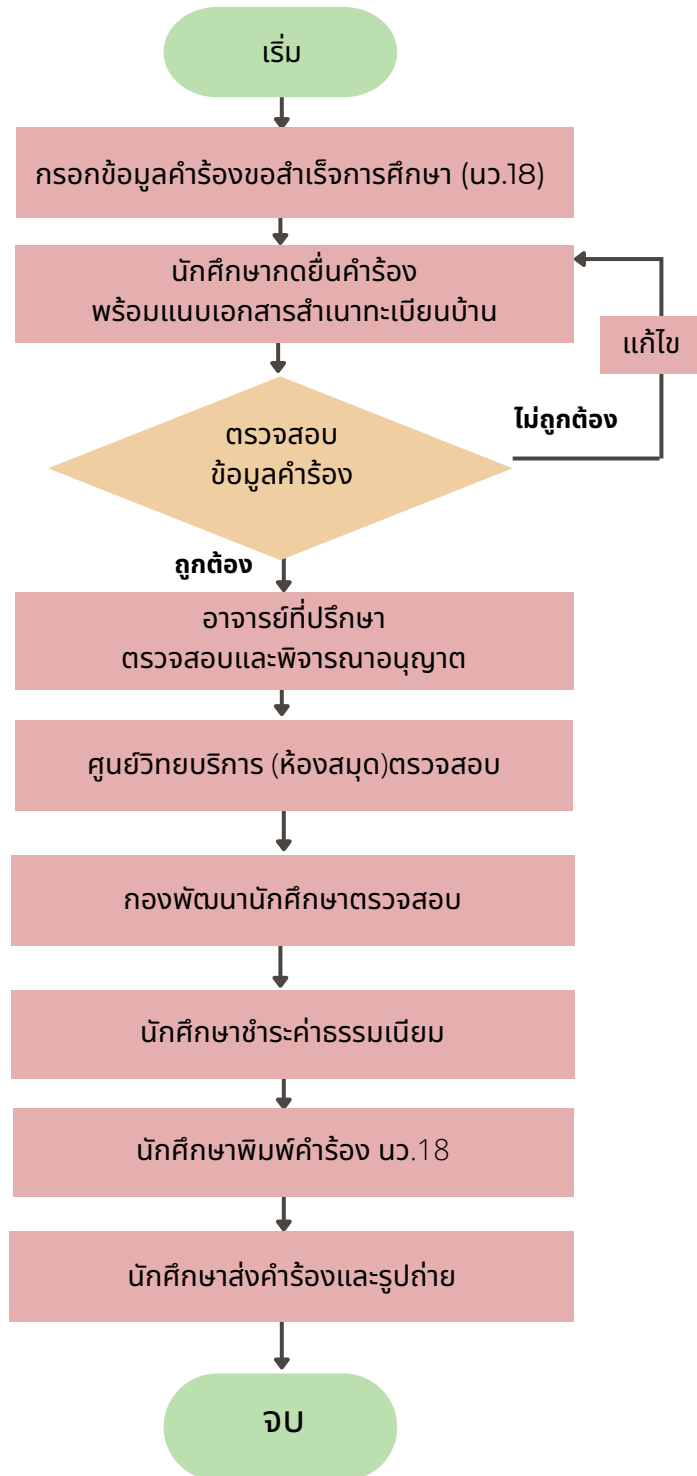 เริ่ม
กรอกข้อมูลคำร้องขอสำเร็จการศึกษา (นว.18)
นักศึกษากดยื่นคำร้อง
พร้อมแนบเอกสารสำเนาทะเบียนบ้าน
แก้ไข
ตรวจสอบ
ข้อมูลคำร้อง
ไม่ถูกต้อง
ถูกต้อง
อาจารย์ที่ปรึกษา
ตรวจสอบและพิจารณาอนุญาต
ศูนย์วิทยบริการ (ห้องสมุด)ตรวจสอบ
กองพัฒนานักศึกษาตรวจสอบ
นักศึกษาชำระค่าธรรมเนียม
นักศึกษาพิมพ์คำร้อง นว.18
นักศึกษาส่งคำร้องและรูปถ่าย
จบ